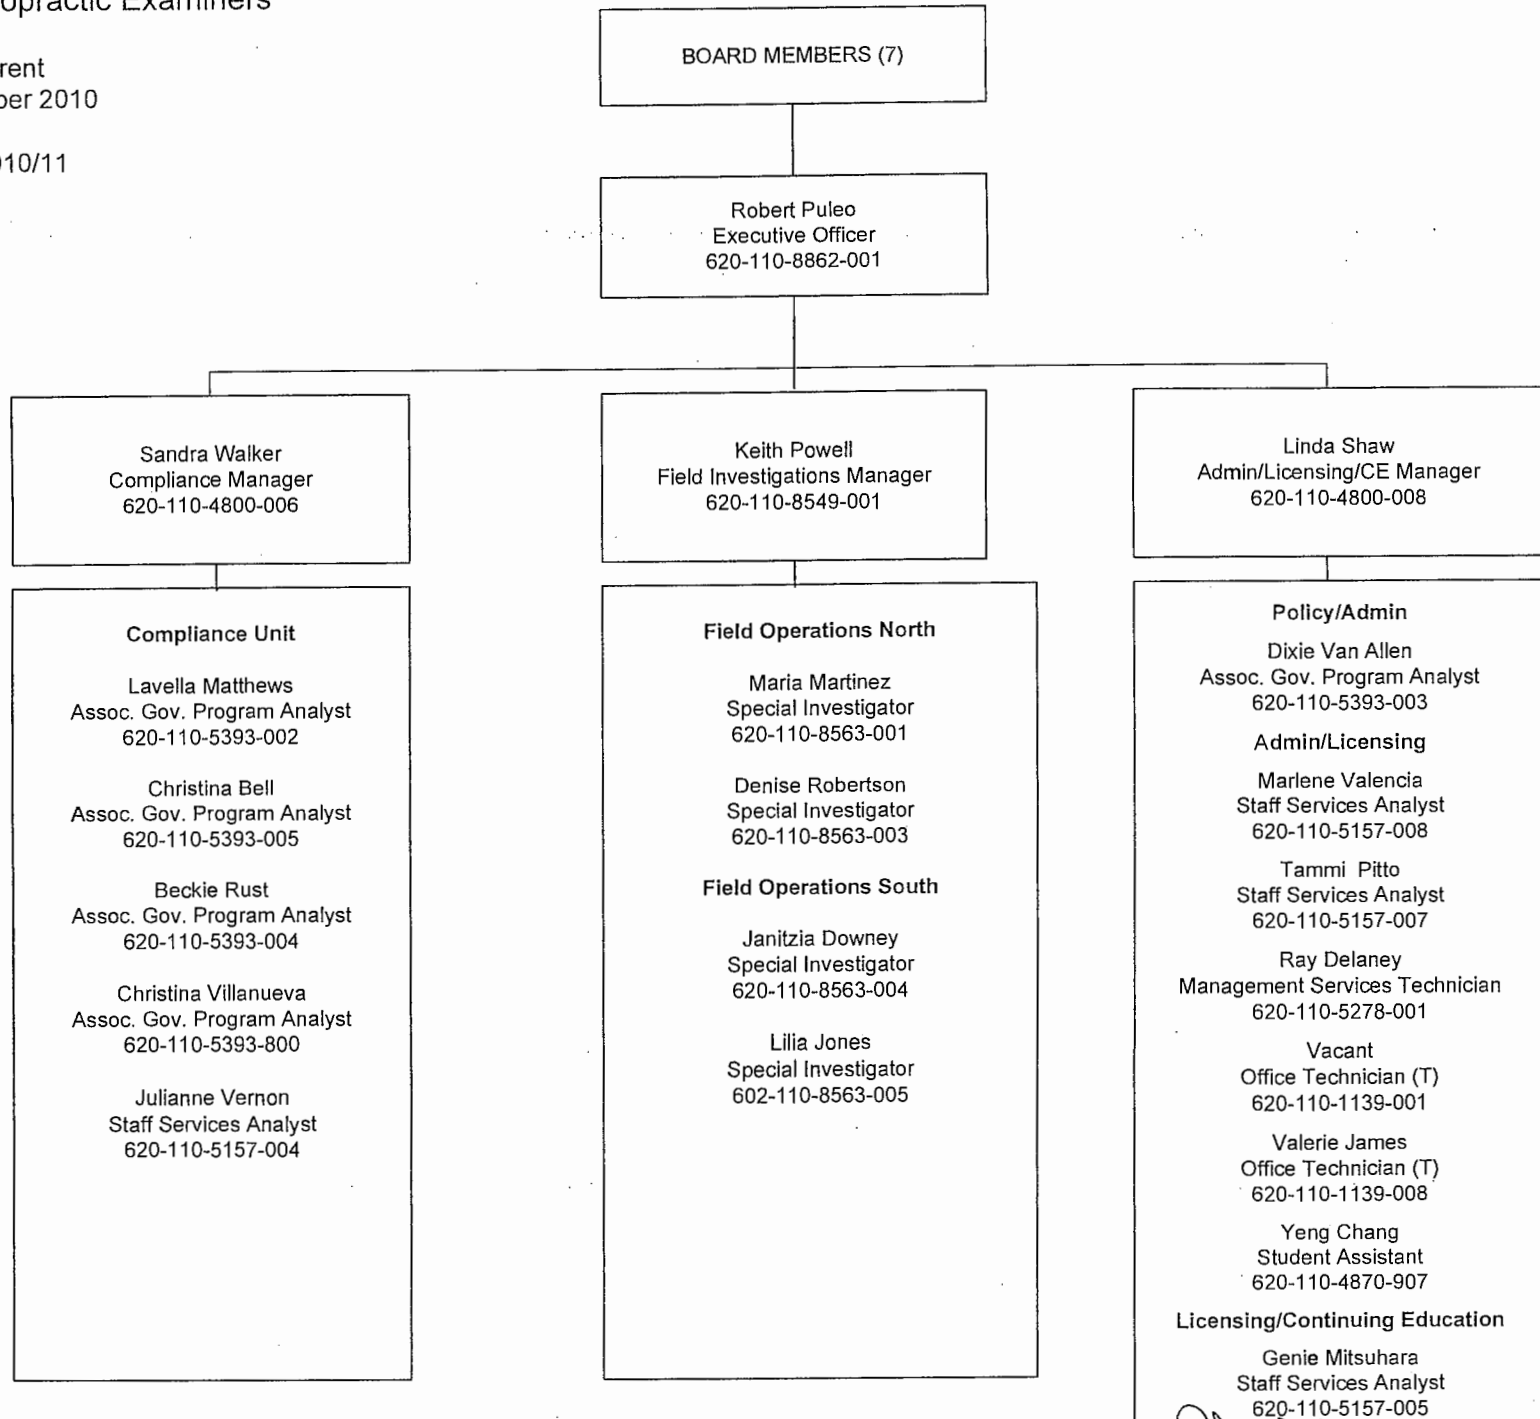 opractic Examiners
rent
ber 2010
010/11
BOARD MEMBERS (7)
Robert Puleo
Executive Officer
620-110-8862-001
Sandra Walker
Compliance Manager
620-110-4800-006
Keith Powell
Field Investigations Manager
620-110-8549-001
Linda Shaw
Admin/Licensing/CE Manager
620-110-4800-008
Compliance Unit
Lavella Matthews
Assoc. Gov. Program Analyst
620-110-5393-002
Christina Bell
Assoc. Gov. Program Analyst
620-110-5393-005
Beckie Rust
Assoc. Gov. Program Analyst
620-110-5393-004
Christina Villanueva
Assoc. Gov. Program Analyst
620-110-5393-800
Julianne Vernon
Staff Services Analyst
620-110-5157-004
Field Operations North
Maria Martinez
Special Investigator
620-110-8563-001
Denise Robertson
Special Investigator
620-110-8563-003
Field Operations South
Janitzia Downey
Special Investigator
620-110-8563-004
Lilia Jones
Special Investigator
602-110-8563-005
Policy/Admin
Dixie Van Allen
Assoc. Gov. Program Analyst
620-110-5393-003
Admin/Licensing
Marlene Valencia
Staff Services Analyst
620-110-5157-008
Tammi Pitto
Staff Services Analyst
620-110-5157-007
Ray Delaney
Management Services Technician
620-110-5278-001
Vacant
Office Technician (T)
620-110-1139-001
Valerie James
Office Technician (T)
620-110-1139-008
Yeng Chang
Student Assistant
620-110-4870-907
Licensing/Continuing Education
Genie Mitsuhara
Staff Services Analyst
620-110-5157-005